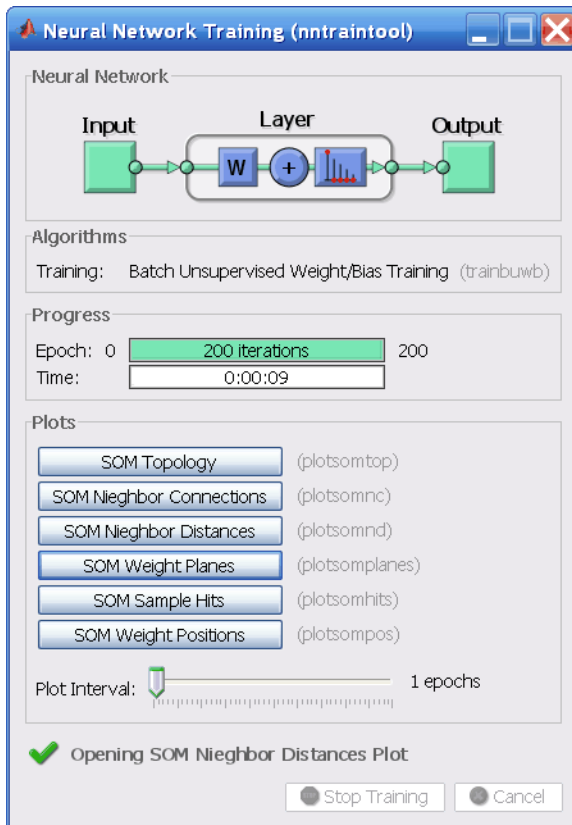 Neural Network Training (nntraintool)
Neural Network
Input Layer Output
W +
Algorithms
Training: Batch Unsupervised Weight/Bias Training (trainbuwb)
Progress
Epoch: 0 200 iterations 200
Time: 0:00:09
Plots
SOM Topology (plotsomtop)
SOM Nieghbor Connections (plotsomnc)
SOM Nieghbor Distances (plotsomnd)
SOM Weight Planes (plotsomplanes)
SOM Sample Hits (plotsomhits)
SOM Weight Positions (plotsompos)
Plot Interval: 1 epochs
Opening SOM Nieghbor Distances Plot
Stop Training Cancel